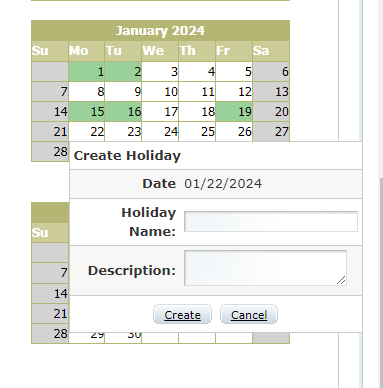 January 2024
Su Mo Tu We Th Fr Sa
1 2 3 4 5 6
7 8 9 10 11 12 13
14 15 16 17 18 19 20
21 22 23 24 25 26 27
28
Create Holiday
Date 01/22/2024
Holiday
Name:
Description:
Create Cancel
Su
7
14
21
28 29 30